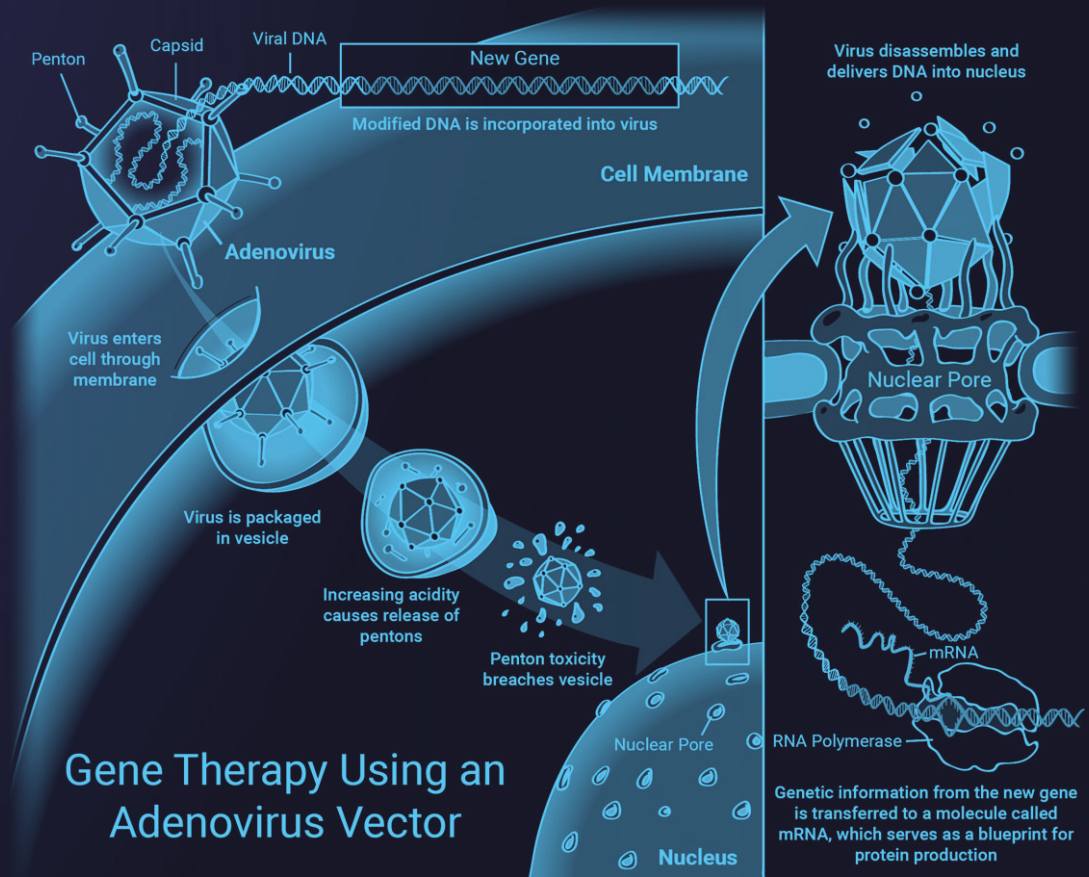 Penton
Capsid
Viral DNA
New Gene
Modified DNA is incorporated into virus
Cell Membrane
Adenovirus
Virus enters
cell through
membrane
Virus is packaged
in vesicle
Increasing acidity
causes release of
pentons
Penton toxicity
breaches vesicle
Nuclear Pore
Nucleus
Gene Therapy Using an
Adenovirus Vector
Virus disassembles and
delivers DNA into nucleus
Nuclear Pore
mRNA
RNA Polymerase
Genetic information from the new gene
is transferred to a molecule called
mRNA, which serves as a blueprint for
protein production